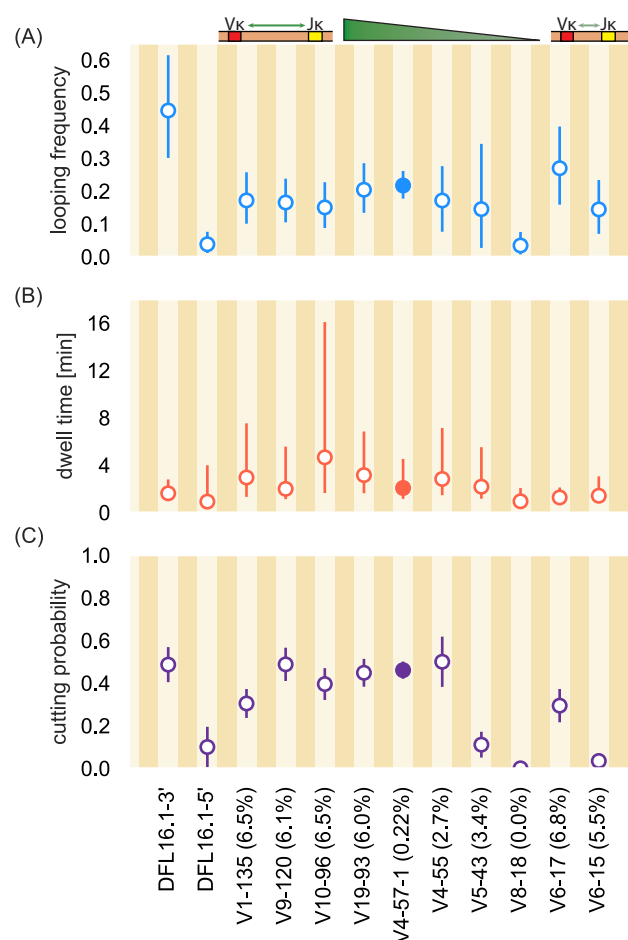 (A)
Vκ Jκ Vκ Jκ
looping frequency
0.6
0.5
0.4
0.3
0.2
0.1
0.0
(B)
dwell time [min]
16
12
8
4
0
(C)
cutting probability
1.0
0.8
0.6
0.4
0.2
0.0
DFL16.1-3'
DFL16.1-5'
V1-135 (6.5%)
V9-120 (6.1%)
V10-96 (6.5%)
V19-93 (6.0%)
V4-57-1 (0.22%)
V4-55 (2.7%)
V5-43 (3.4%)
V8-18 (0.0%)
V6-17 (6.8%)
V6-15 (5.5%)